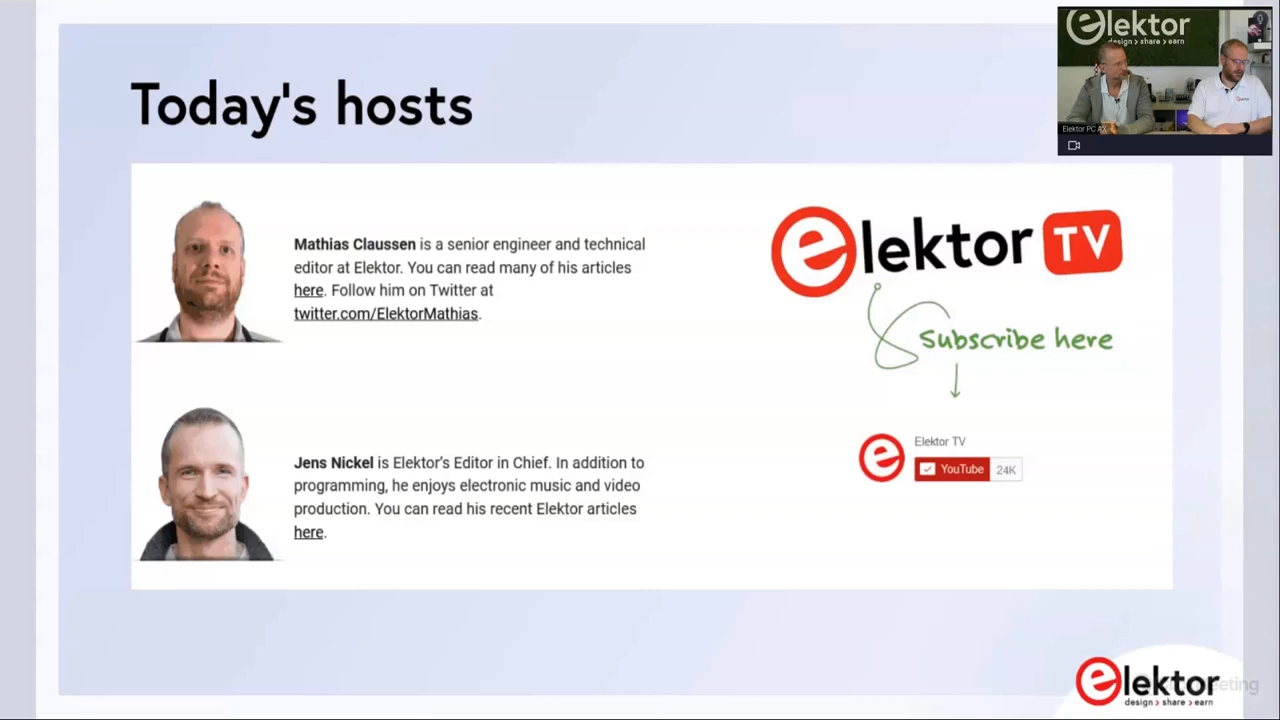 Today's hosts
Mathias Claussen is a senior engineer and technical
editor at Elektor. You can read many of his articles
here. Follow him on Twitter at
twitter.com/ElektorMathias.
Jens Nickel is Elektor's Editor in Chief. In addition to
programming, he enjoys electronic music and video
production. You can read his recent Elektor articles
here.
elektor TV
Subscribe here
Elektor TV
YouTube 24K
elektor
design > share > earn
Elektor PC
elektor
design > share > earn